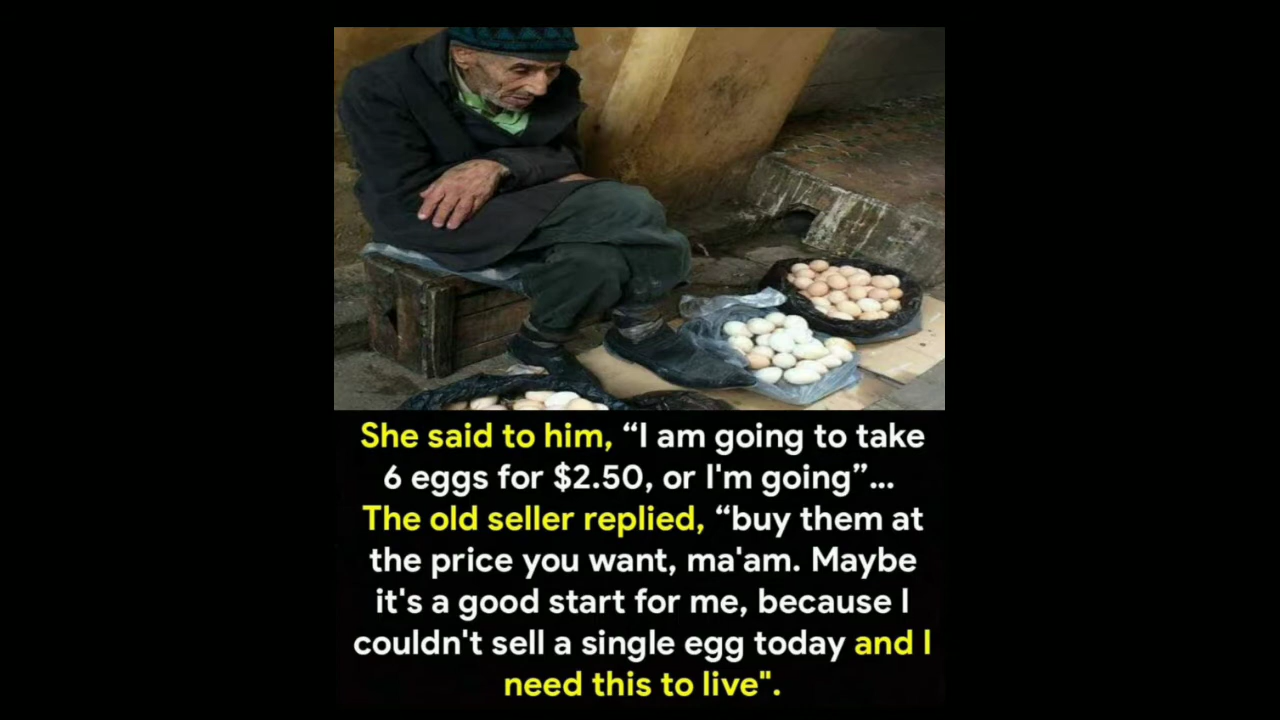 She said to him, “I am going to take
6 eggs for $2.50, or I'm going”...
The old seller replied, “buy them at
the price you want, ma'am. Maybe
it's a good start for me, because I
couldn't sell a single egg today and I
need this to live".